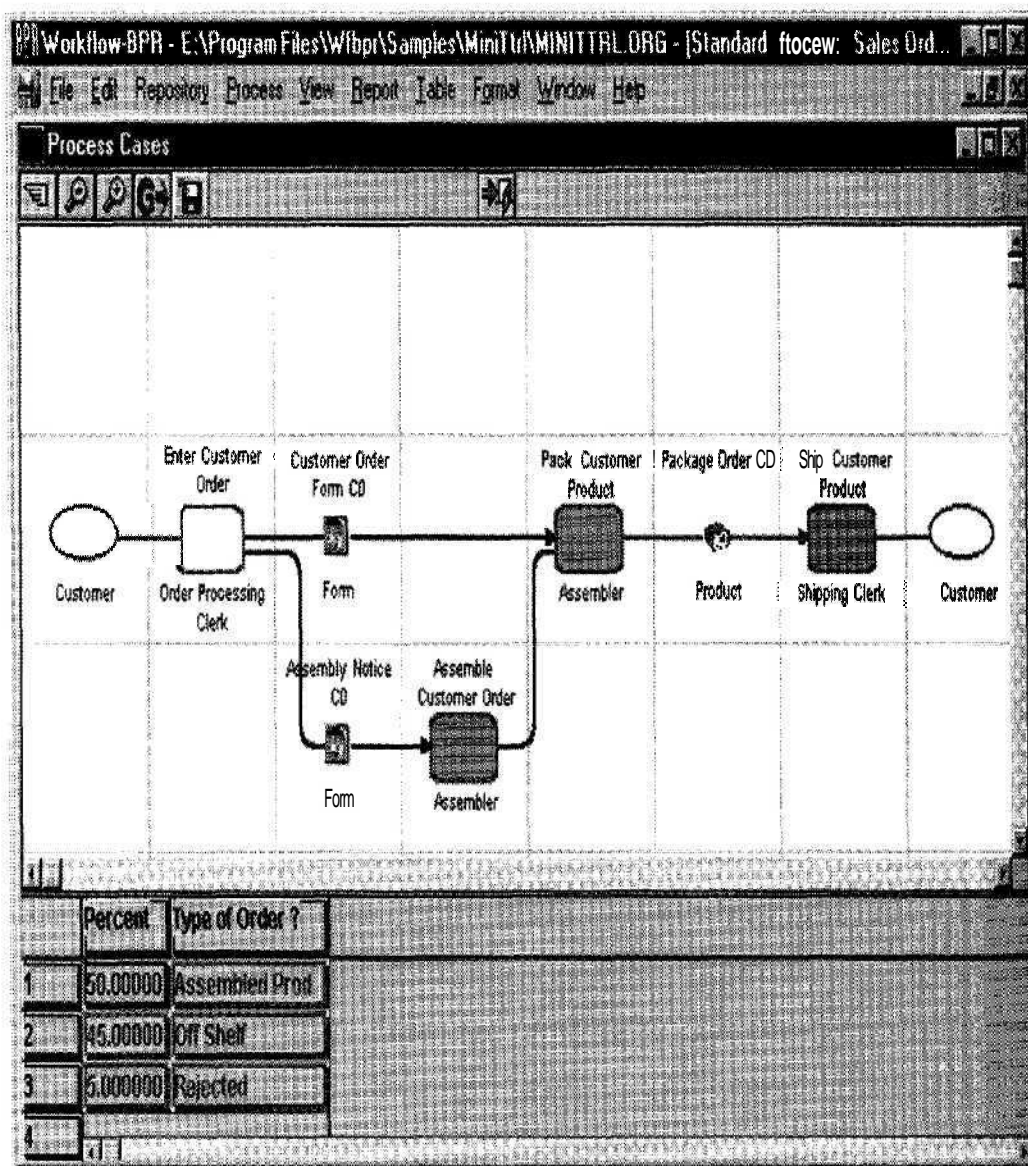 Workflow-BPR - E:\Program Files\Wfbpr\Samples\MiniTtrl\MINITTRL.ORG - [Standard ftocew: Sales Ord...
File Edit Repository Process View Report Table Format Window Help
Process Cases
Enter Customer Order
Customer Order Form CO
Pack Customer Product
Package Order CD
Ship Customer Product
Customer
Order Processing Clerk
Form
Assembler
Product
Shipping Clerk
Customer
Assembly Notice CO
Assemble Customer Order
Form
Assembler
Percent Type of Order ?
1 50.00000 Assembled Prod
2 45.00000 Off Shelf
3 5.000000 Rejected
4